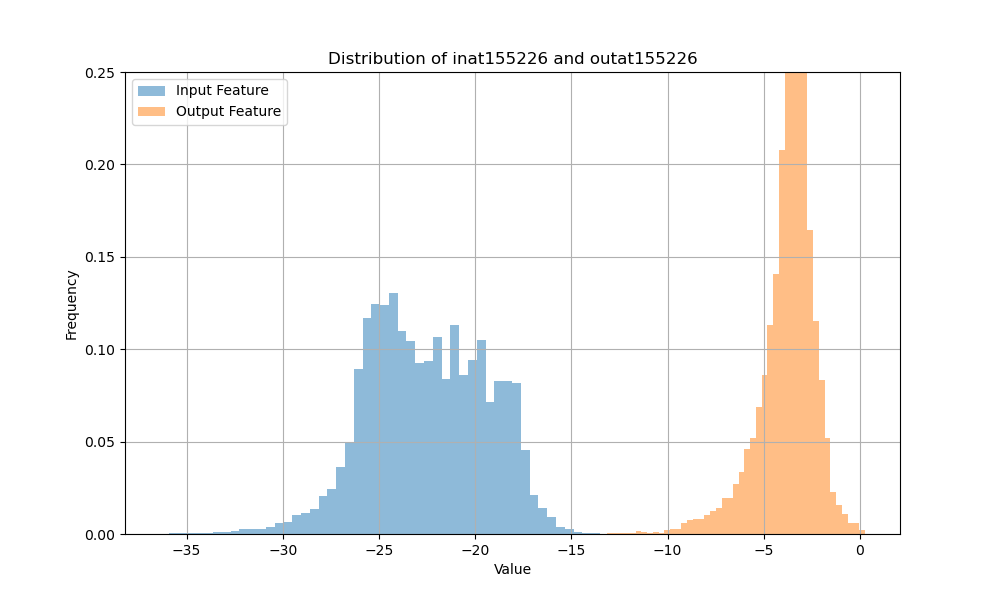 Distribution of inat155226 and outat155226
Input Feature
Output Feature
Frequency
0.25
0.20
0.15
0.10
0.05
0.00
−35 −30 −25 −20 −15 −10 −5 0
Value